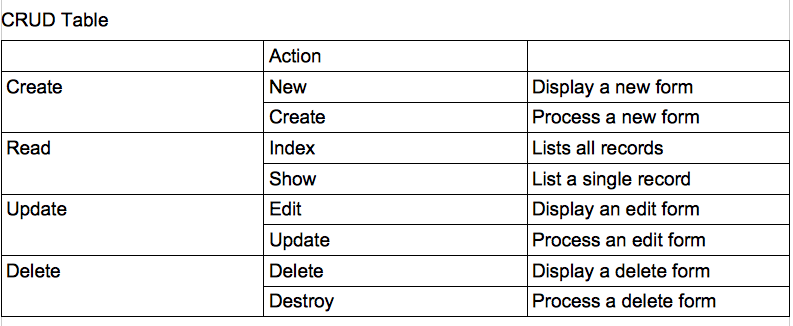 CRUD Table
Action
Create New Display a new form
Create Process a new form
Read Index Lists all records
Show List a single record
Update Edit Display an edit form
Update Process an edit form
Delete Delete Display a delete form
Destroy Process a delete form